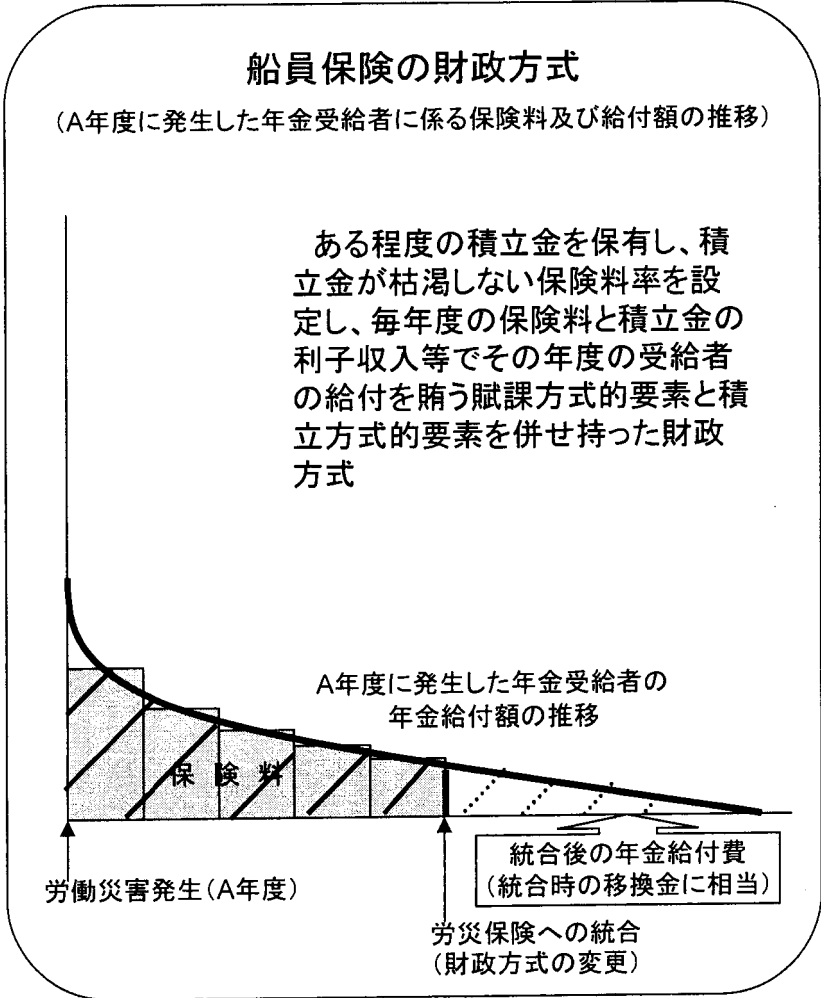 船員保険の財政方式
(A年度に発生した年金受給者に係る保険料及び給付額の推移)
ある程度の積立金を保有し、積
立金が枯渇しない保険料率を設
定し、毎年度の保険料と積立金の
利子収入等でその年度の受給者
の給付を賄う賦課方式的要素と積
立方式的要素を併せ持った財政
方式
A年度に発生した年金受給者の
年金給付額の推移
保険料
統合後の年金給付費
(統合時の移換金に相当)
労働災害発生(A年度)
労災保険への統合
(財政方式の変更)